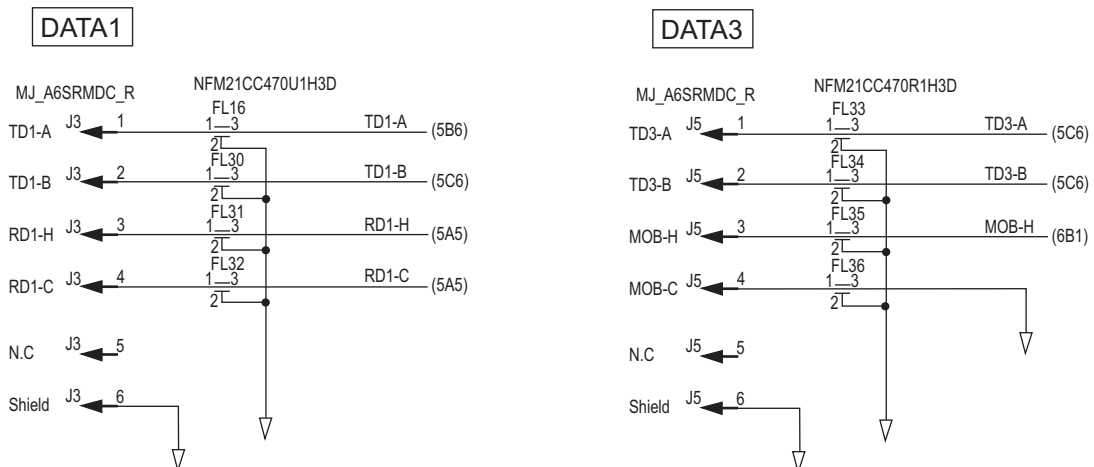 DATA1
MJ_A6SRMDC_R
NFM21CC470U1H3D
FL16
TD1-A J3 1 1 3 TD1-A (5B6)
2
FL30
TD1-B J3 2 1 3 TD1-B (5C6)
2
FL31
RD1-H J3 3 1 3 RD1-H (5A5)
2
FL32
RD1-C J3 4 1 3 RD1-C (5A5)
2
N.C J3 5
Shield J3 6
DATA3
MJ_A6SRMDC_R
NFM21CC470R1H3D
FL33
TD3-A J5 1 1 3 TD3-A (5C6)
2
FL34
TD3-B J5 2 1 3 TD3-B (5C6)
2
FL35
MOB-H J5 3 1 3 MOB-H (6B1)
2
FL36
MOB-C J5 4 1 3
2
N.C J5 5
Shield J5 6